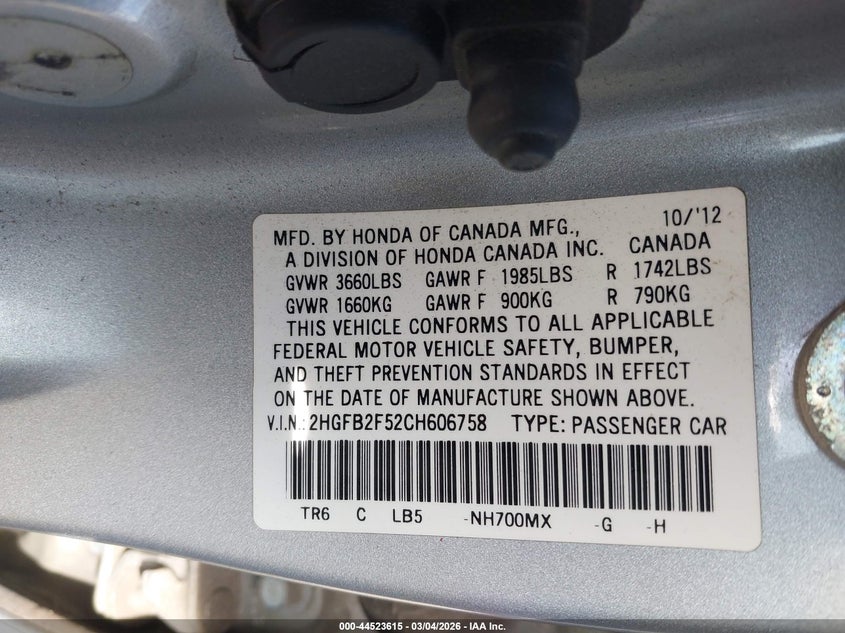 10/'12
MFD. BY HONDA OF CANADA MFG.,
A DIVISION OF HONDA CANADA INC. CANADA
GVWR 3660LBS GAWR F 1985LBS R 1742LBS
GVWR 1660KG GAWR F 900KG R 790KG
THIS VEHICLE CONFORMS TO ALL APPLICABLE
FEDERAL MOTOR VEHICLE SAFETY, BUMPER,
AND THEFT PREVENTION STANDARDS IN EFFECT
ON THE DATE OF MANUFACTURE SHOWN ABOVE.
V.I.N.: 2HGFB2F52CH606758 TYPE: PASSENGER CAR
TR6 C LB5 -NH700MX -G -H
000-44523615 - 03/04/2026 - IAA Inc.